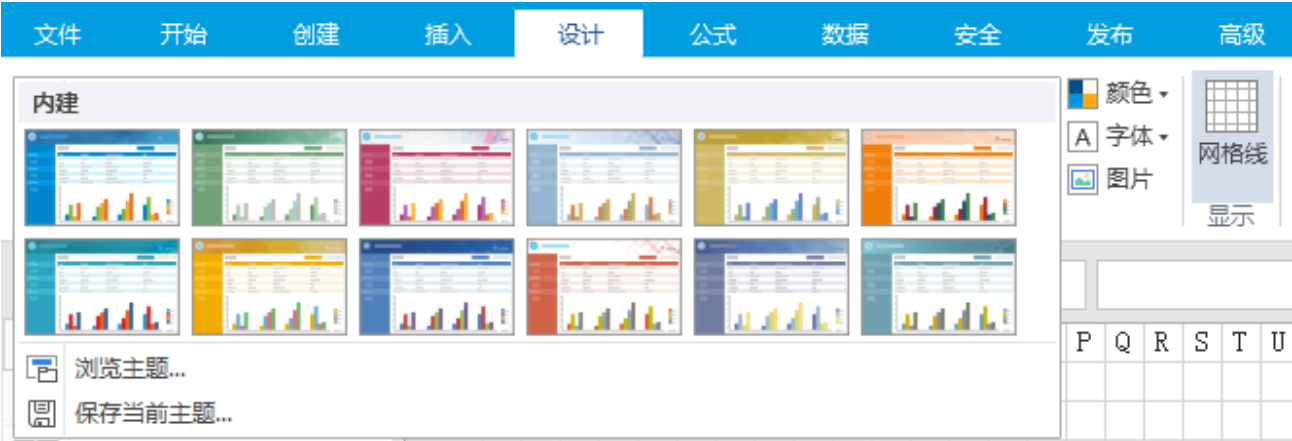 文件 开始 创建 插入 设计 公式 数据 安全 发布 高级
内建
颜色
字体
图片
网格线
显示
P Q R S T U
浏览主题...
保存当前主题...